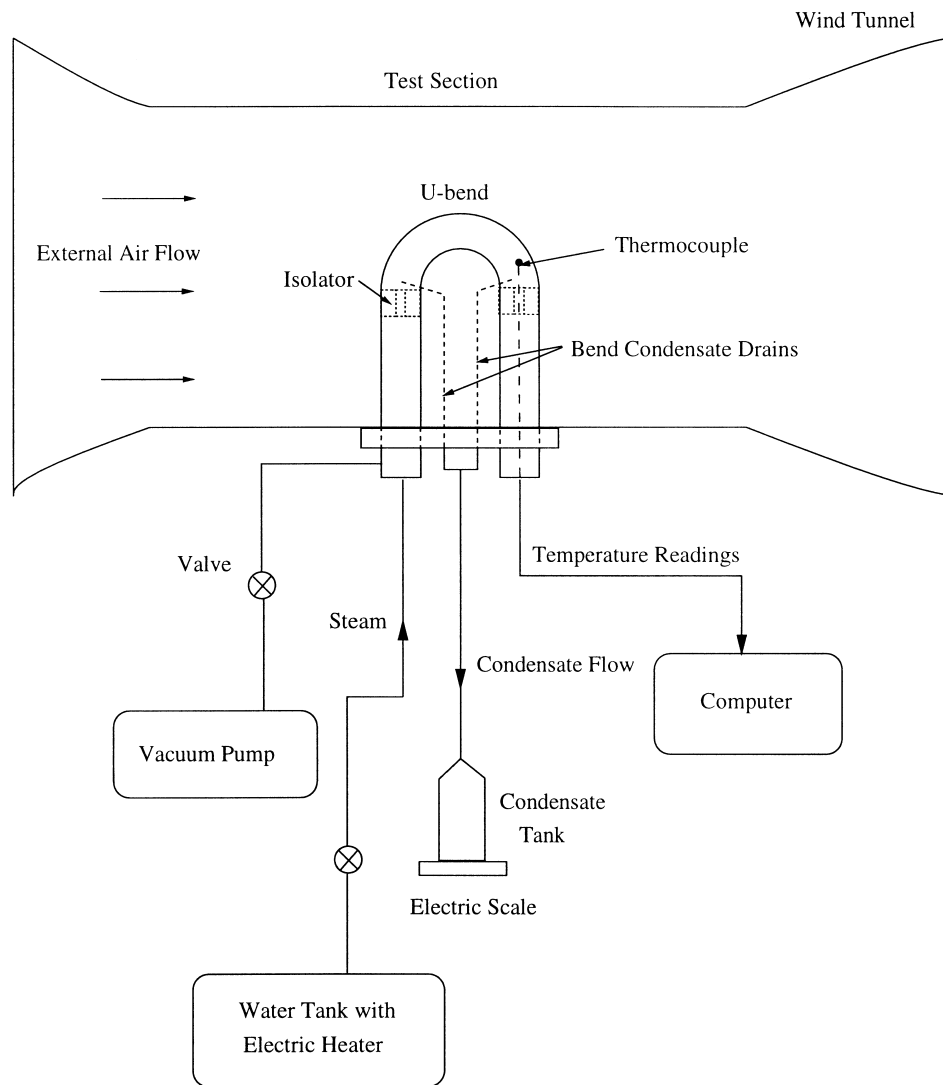 Wind Tunnel
Test Section
U-bend
External Air Flow
Thermocouple
Isolator
Bend Condensate Drains
Valve
Temperature Readings
Steam
Condensate Flow
Computer
Vacuum Pump
Condensate
Tank
Electric Scale
Water Tank with
Electric Heater